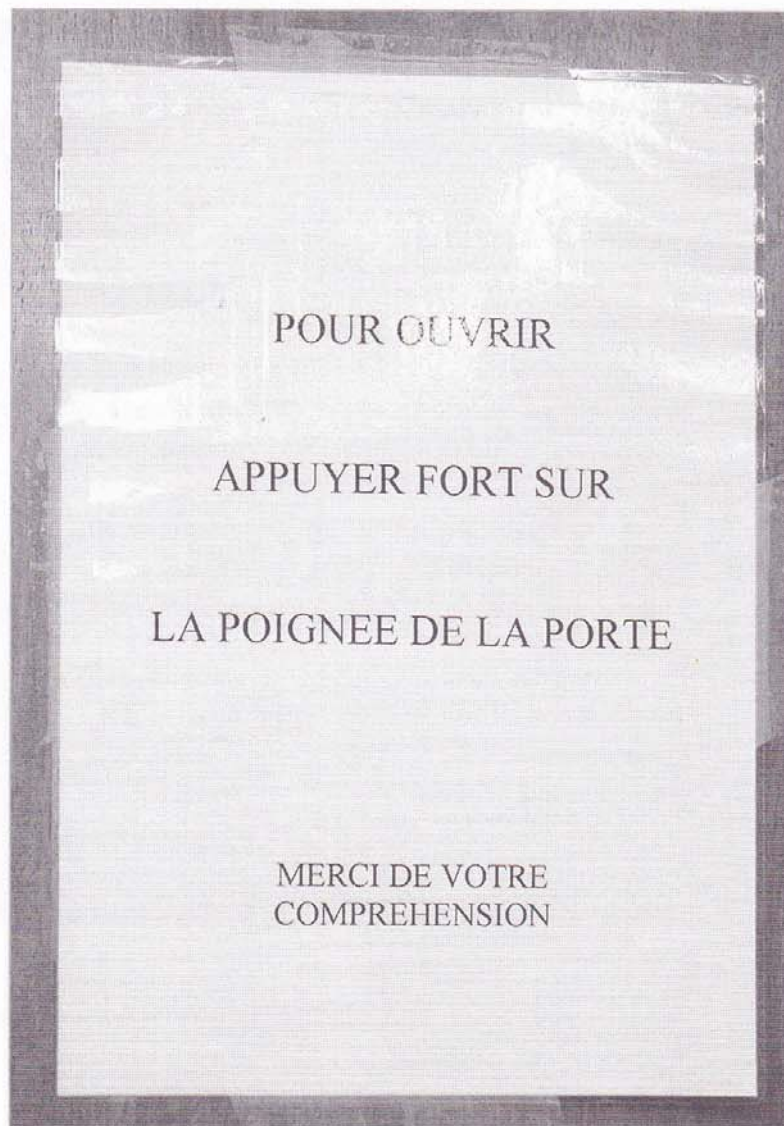 POUR OUVRIR
APPUYER FORT SUR
LA POIGNEE DE LA PORTE
MERCI DE VOTRE
COMPREHENSION